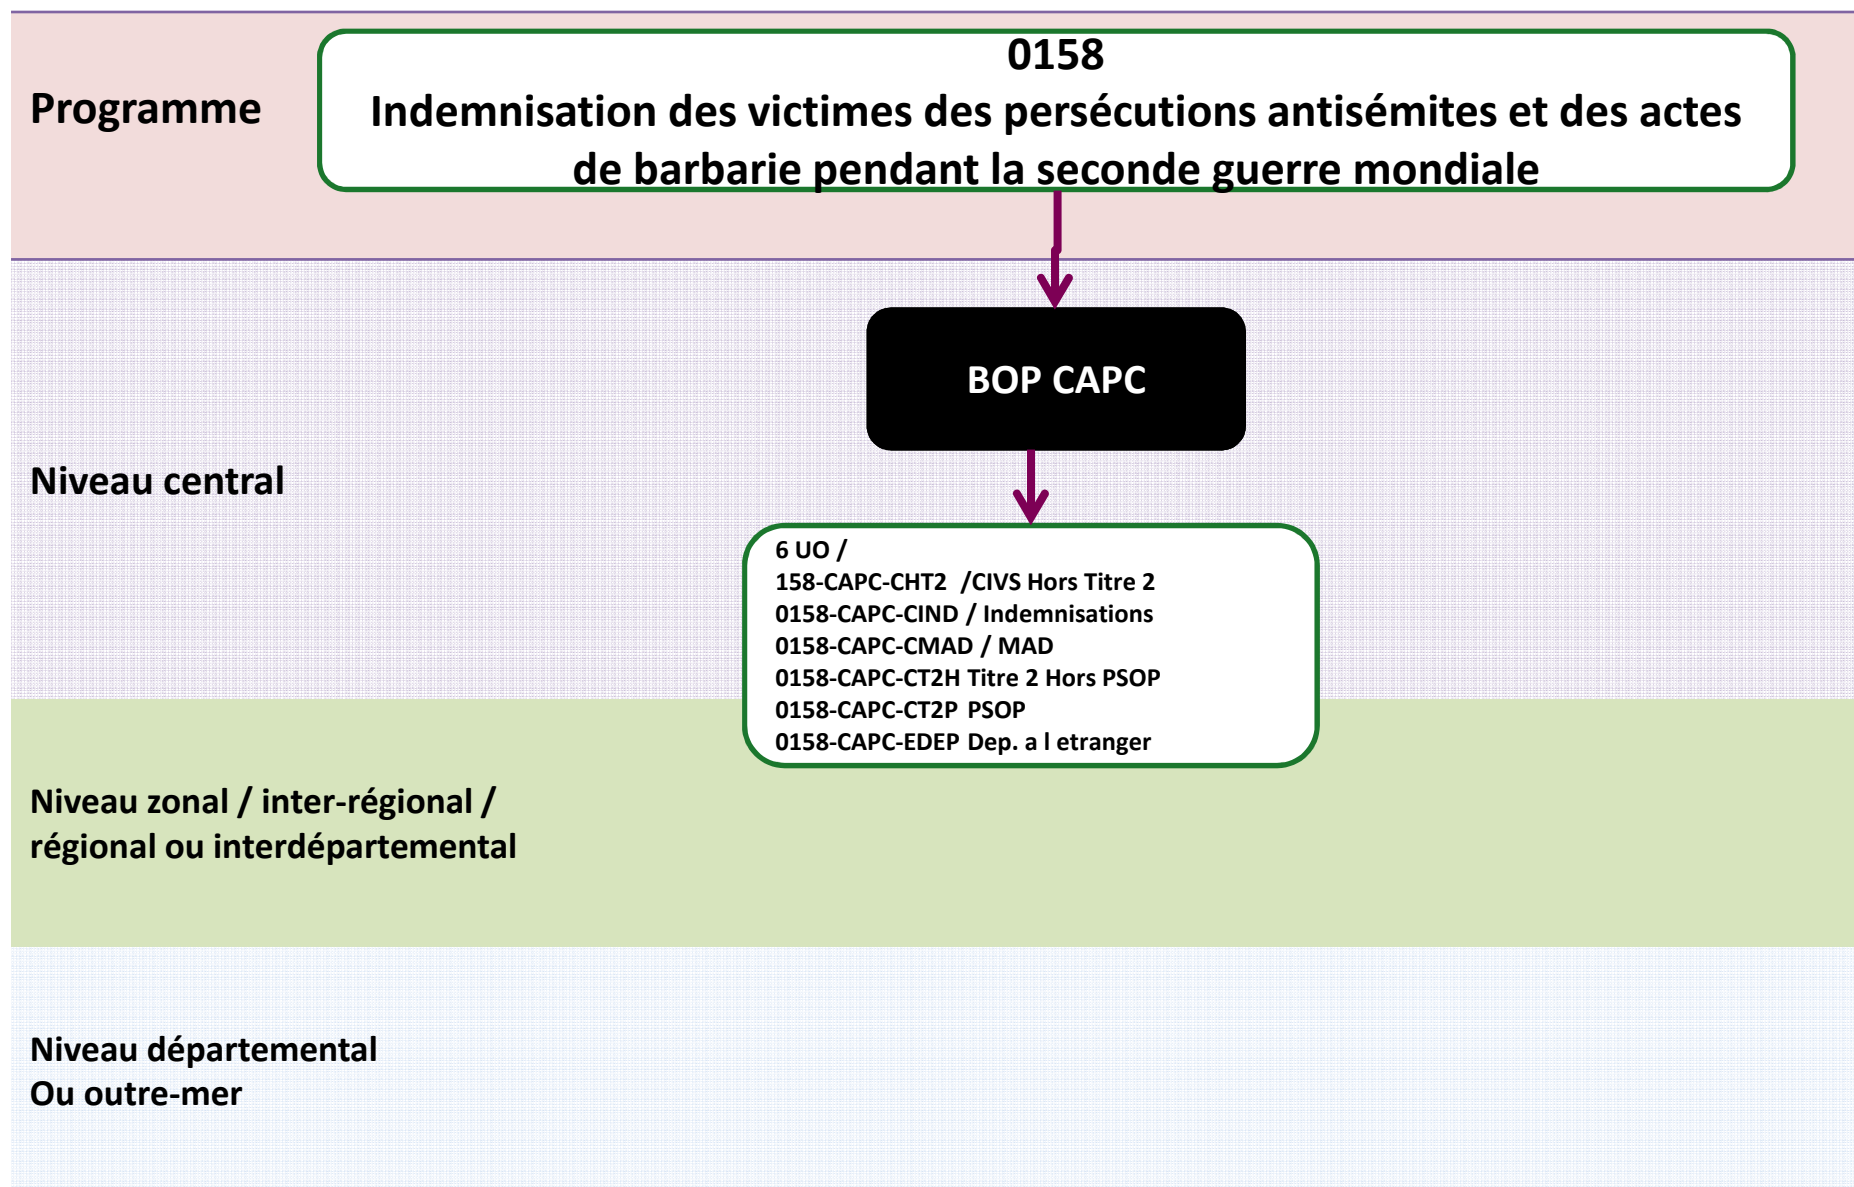 Programme
0158
Indemnisation des victimes des persécutions antisémites et des actes
de barbarie pendant la seconde guerre mondiale
BOP CAPC
Niveau central
6 UO /
158-CAPC-CHT2  /CIVS Hors Titre 2
0158-CAPC-CIND / Indemnisations
0158-CAPC-CMAD / MAD
0158-CAPC-CT2H Titre 2 Hors PSOP
0158-CAPC-CT2P  PSOP
0158-CAPC-EDEP Dep. a l etranger
Niveau zonal / inter-régional /
régional ou interdépartemental
Niveau départemental
Ou outre-mer